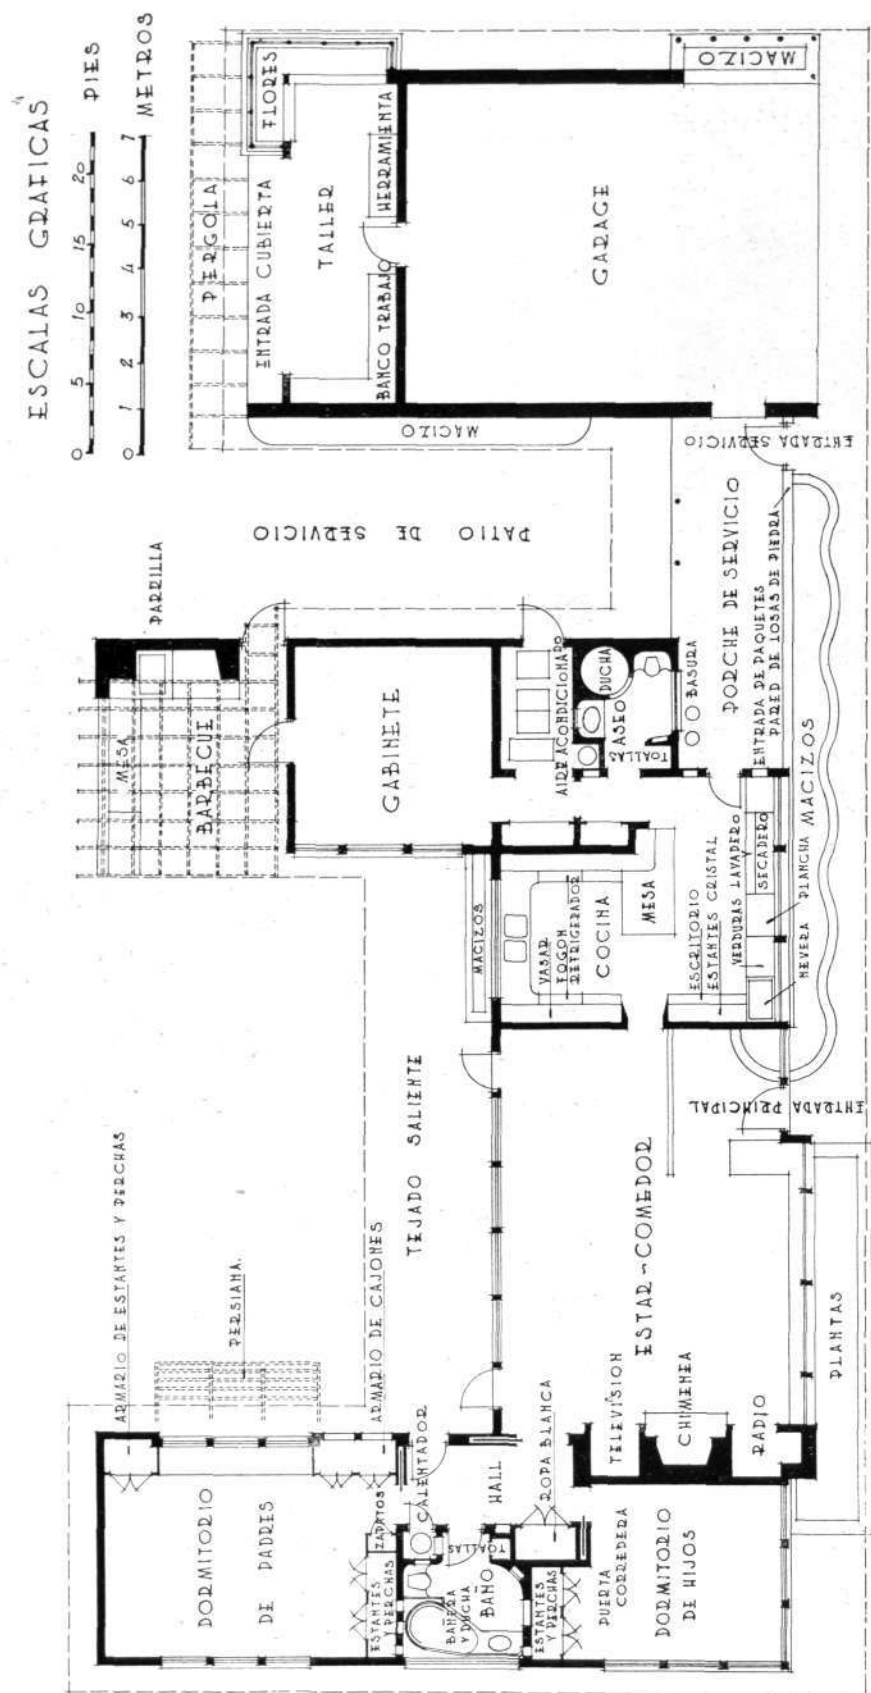 ESCALAS GRAFICAS
PIES
0 5 10 15 20
METROS
0 1 2 3 4 5 6 7
PERGOLA
FLORES
ENTRADA CUBIERTA
TALLER
HERRAMIENTA
BANCO TRABAJO
GARAGE
MACIZO
MACIZO
PATIO DE SERVICIO
ENTRADA SERVICIO
PORCHE DE SERVICIO
ENTRADA DE PAQUETES
PARED DE LOSAS DE PIEDRA
BASURA
PARRILLA
MESA
BARBECUE
GABINETE
AIRE ACONDICIONADO
DUCHA
ASEO
TOALLAS
MACIZOS
VASAR
FOGON
REFRIGERADOR
COCINA
MESA
ESCRITORIO
ESTANTES CRISTAL
VERDURAS LAVADERO
Y
SECADERO
NEVERA
PLANCHA
MACIZOS
ENTRADA PRINCIPAL
TEJADO SALIENTE
ESTAR-COMEDOR
PLANTAS
ARMARIO DE ESTANTES Y PERCHAS
PERSIANA.
ARMARIO DE CAJONES
CALENTADOR
HALL
ROPA BLANCA
TELEVISION
CHIMENEA
RADIO
DORMITORIO
DE PADRES
ZAPATOS
ESTANTES
Y PERCHAS
TOALLAS
BAÑERA
Y DUCHA
BAÑO
ESTANTES
Y PERCHAS
PUERTA
CORREDERA
DORMITORIO
DE HIJOS